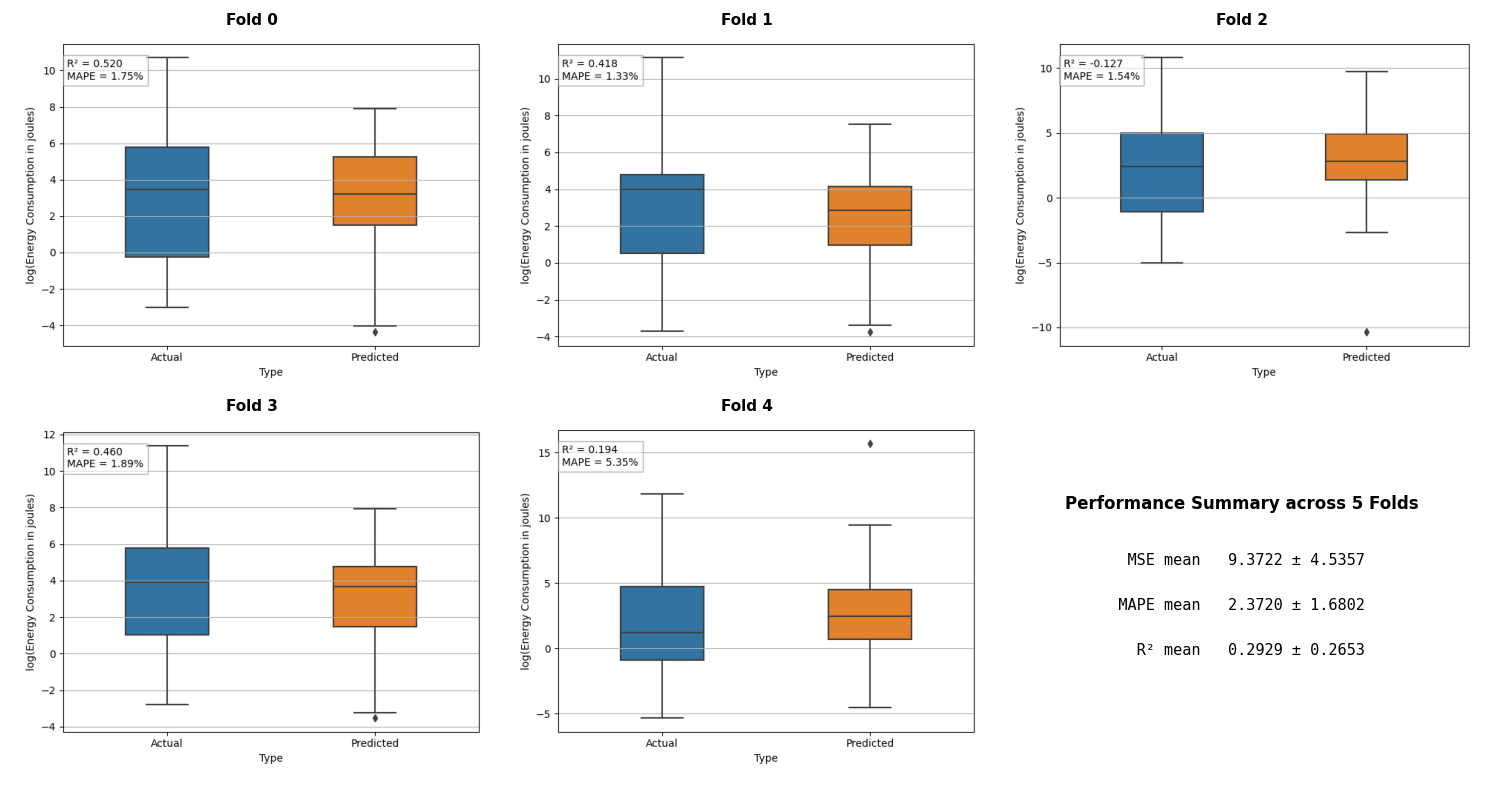 Fold 0
R² = 0.520
MAPE = 1.75%
10
8
6
4
2
0
−2
−4
log(Energy Consumption in joules)
Actual
Predicted
Type
Fold 1
R² = 0.418
MAPE = 1.33%
10
8
6
4
2
0
−2
−4
log(Energy Consumption in joules)
Actual
Predicted
Type
Fold 2
R² = -0.127
MAPE = 1.54%
10
5
0
−5
−10
log(Energy Consumption in joules)
Actual
Predicted
Type
Fold 3
R² = 0.460
MAPE = 1.89%
12
10
8
6
4
2
0
−2
−4
log(Energy Consumption in joules)
Actual
Predicted
Type
Fold 4
R² = 0.194
MAPE = 5.35%
15
10
5
0
−5
log(Energy Consumption in joules)
Actual
Predicted
Type
Performance Summary across 5 Folds
MSE mean 9.3722 ± 4.5357
MAPE mean 2.3720 ± 1.6802
R² mean 0.2929 ± 0.2653